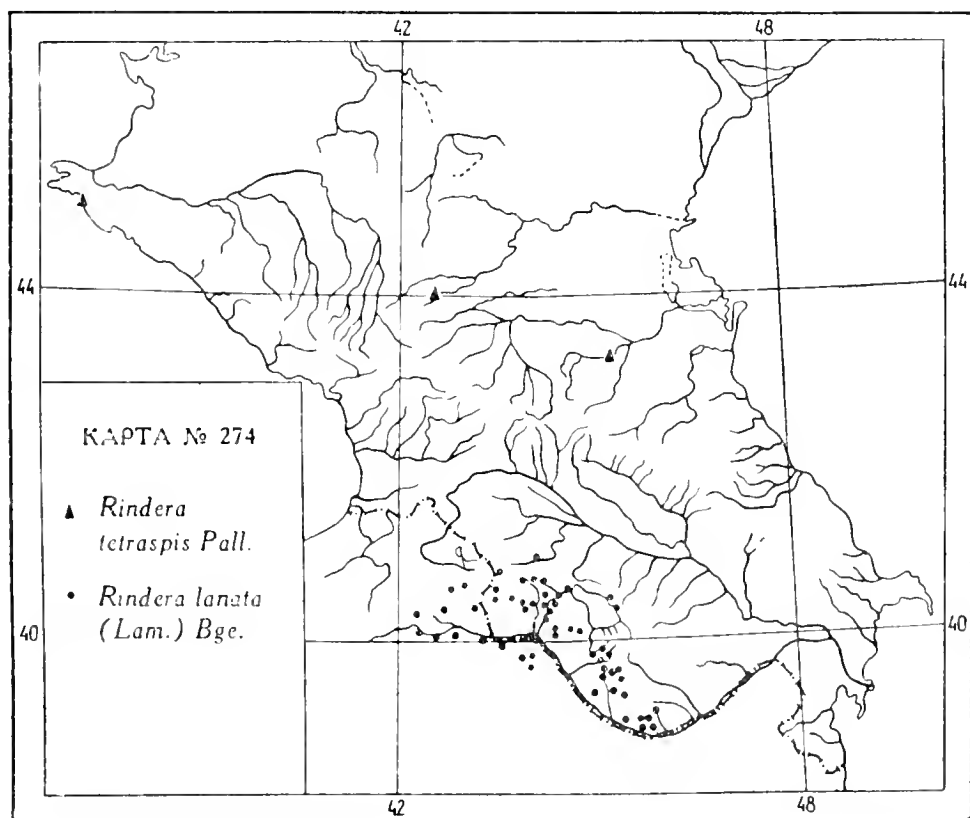 42 48
44 44
КАРТА № 274
Rindera
tetraspis Pall.
Rindera lanata
(Lam.) Bge.
40 40
42 48